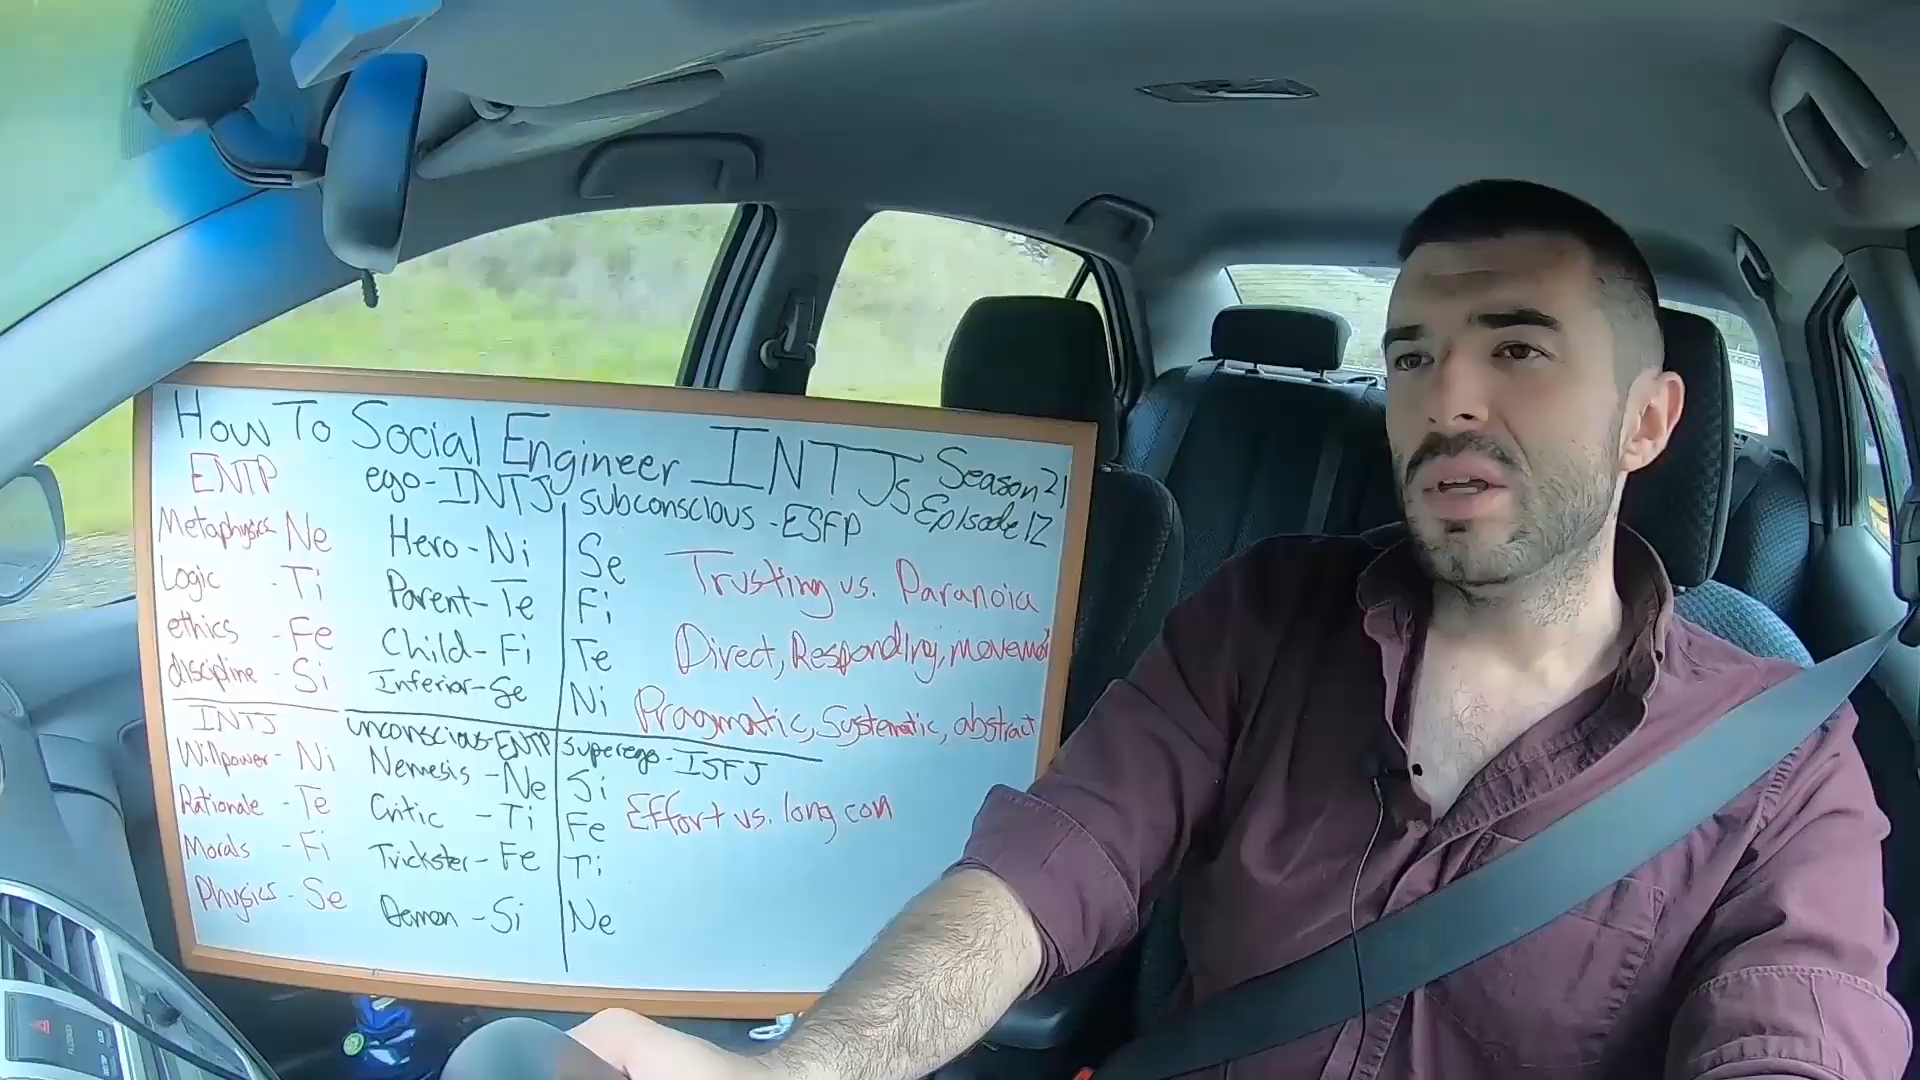 How To Social Engineer INTJs
Season 21
Episode 12
ENTP
Metaphysics Ne
Logic - Ti
ethics - Fe
discipline - Si
INTJ
Willpower - Ni
Rationale - Te
Morals - Fi
Physics - Se
ego - INTJ
Hero - Ni
Parent - Te
Child - Fi
Inferior - Se
subconscious - ESFP
Se
Fi
Te
Ni
unconscious - ENTP
Nemesis - Ne
Critic - Ti
Trickster - Fe
Demon - Si
superego - ISFJ
Si
Fe
Ti
Ne
Trusting vs. Paranoia
Direct, Responding, movement
Pragmatic, Systematic, abstract
Effort vs. long con